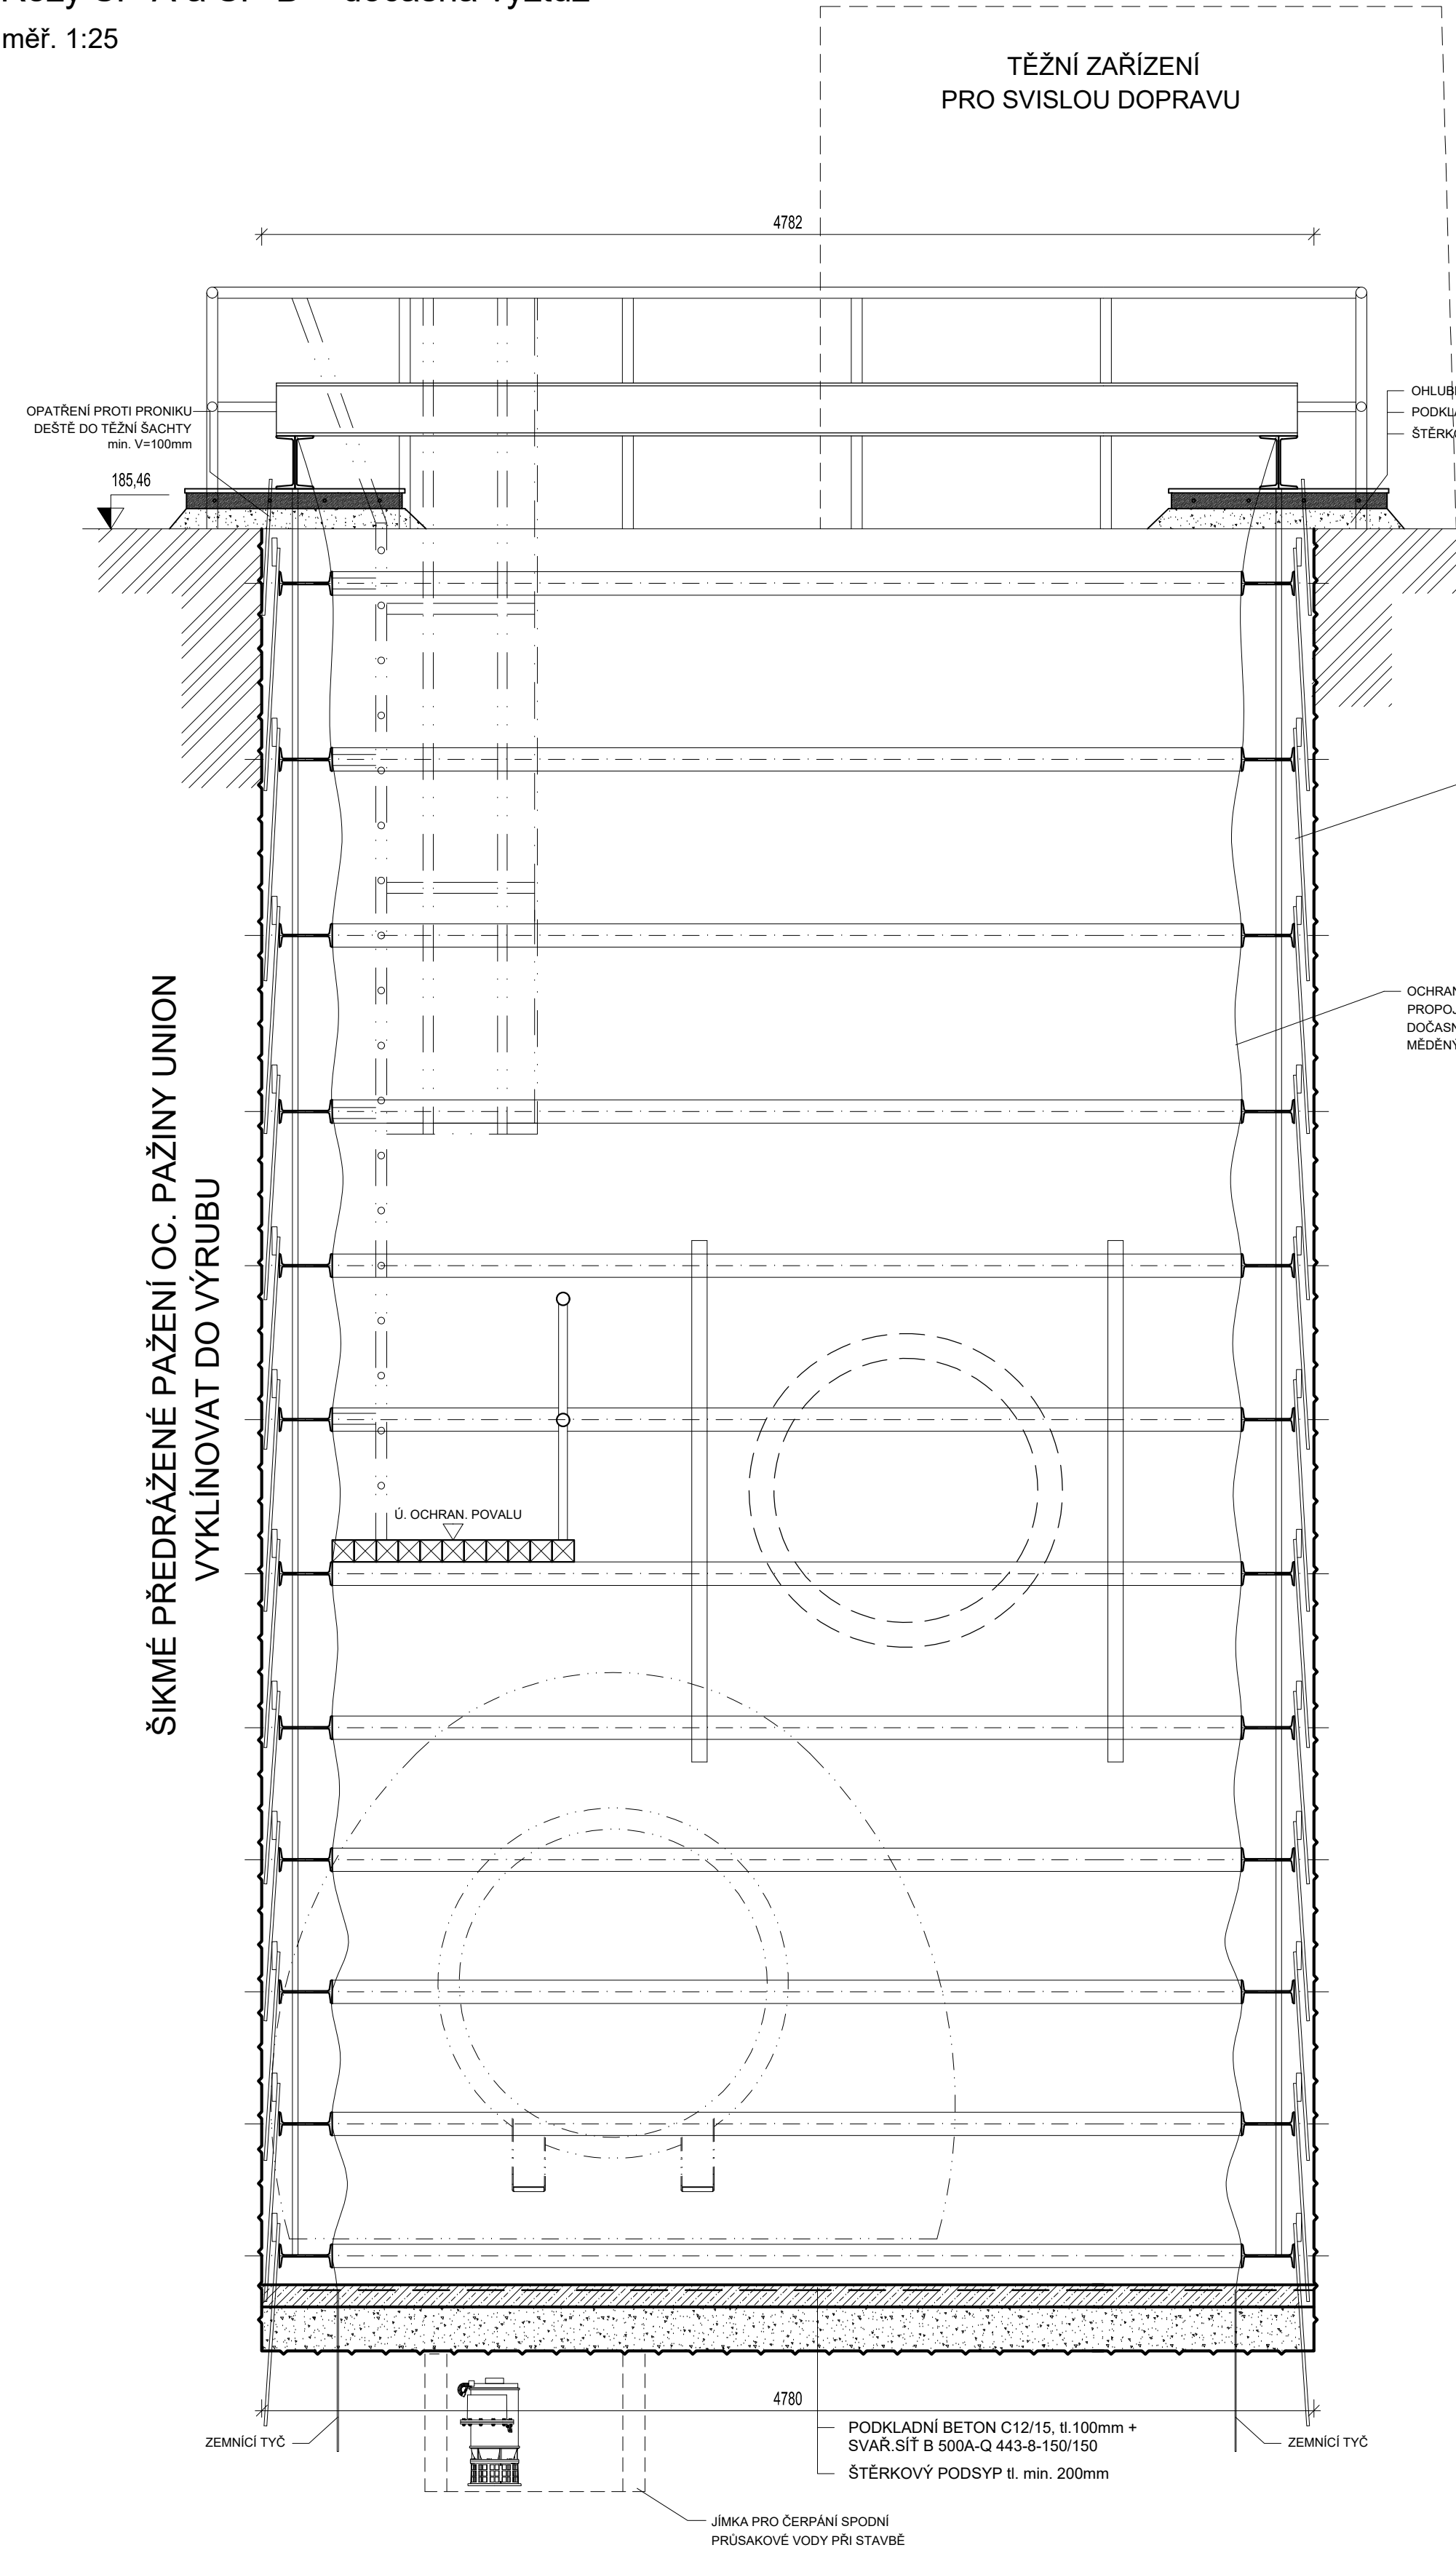 měř. 1:25
TĚŽNÍ ZAŘÍZENÍ
PRO SVISLOU DOPRAVU
4782
OPATŘENÍ PROTI PRONIKU
DEŠTĚ DO TĚŽNÍ ŠACHTY
min. V=100mm
185,46
ŠIKMÉ PŘEDRÁŽENÉ PAŽENÍ OC. PAŽINY UNION
VYKLÍNOVAT DO VÝRUBU
Ú. OCHRAN. POVALU
4780
PODKLADNÍ BETON C12/15, tl.100mm +
SVAŘ.SÍŤ B 500A-Q 443-8-150/150
ŠTĚRKOVÝ PODSYP tl. min. 200mm
ZEMNÍCÍ TYČ
ZEMNÍCÍ TYČ
JÍMKA PRO ČERPÁNÍ SPODNÍ
PRŮSAKOVÉ VODY PŘI STAVBĚ